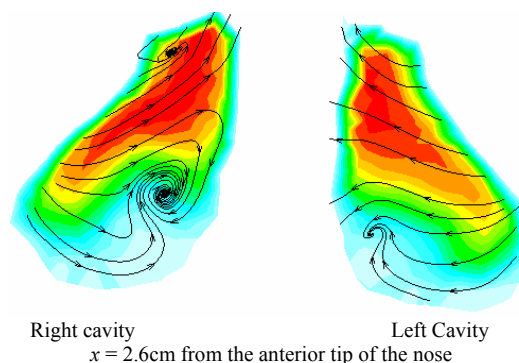 Right cavity Left Cavity
x = 2.6cm from the anterior tip of the nose